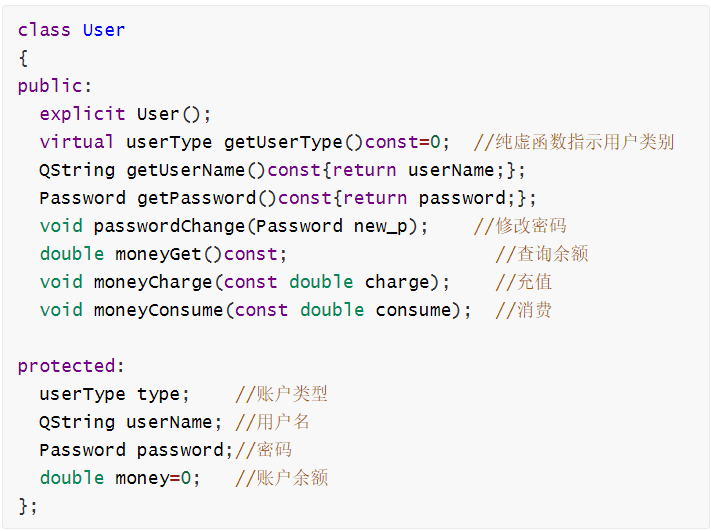 class User
{
public:
  explicit User();
  virtual userType getUserType()const=0;  //纯虚函数指示用户类别
  QString getUserName()const{return userName;};
  Password getPassword()const{return password;};
  void passwordChange(Password new_p);    //修改密码
  double moneyGet()const;                  //查询余额
  void moneyCharge(const double charge);    //充值
  void moneyConsume(const double consume);  //消费

protected:
  userType type;    //账户类型
  QString userName; //用户名
  Password password;//密码
  double money=0;   //账户余额
};